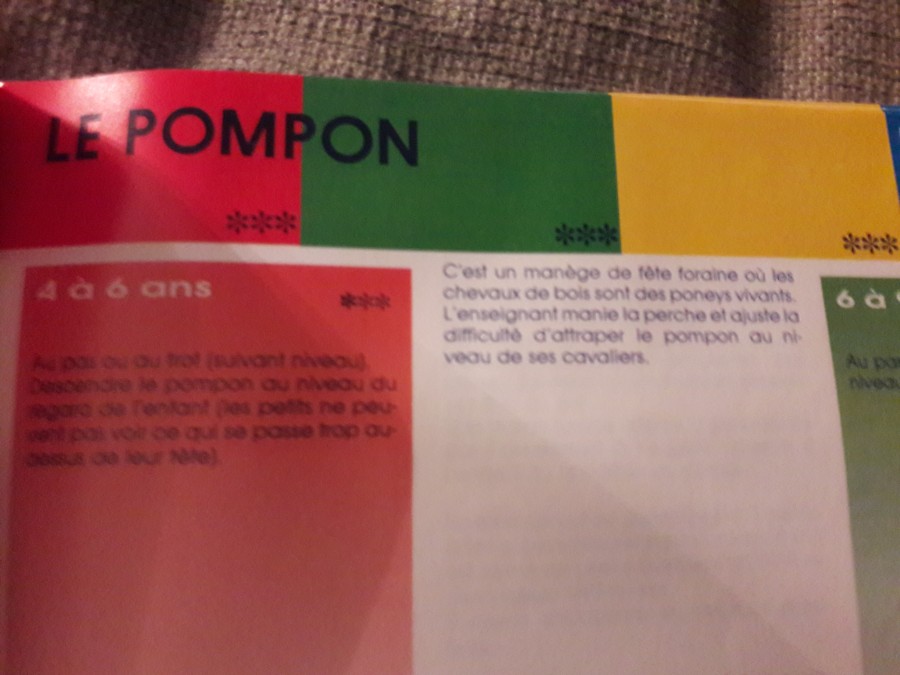 LE POMPON
***
***
***
4 à 6 ans
***
Au pas ou au trot (suivant niveau).
Descendre le pompon au niveau du
regard de l'enfant (les petits ne peu-
vent pas voir ce qui se passe trop au-
dessus de leur tête).
C'est un manège de fête foraine où les
chevaux de bois sont des poneys vivants.
L'enseignant manie la perche et ajuste la
difficulté d'attraper le pompon au ni-
veau de ses cavaliers.
6 à
Au pas
niveau